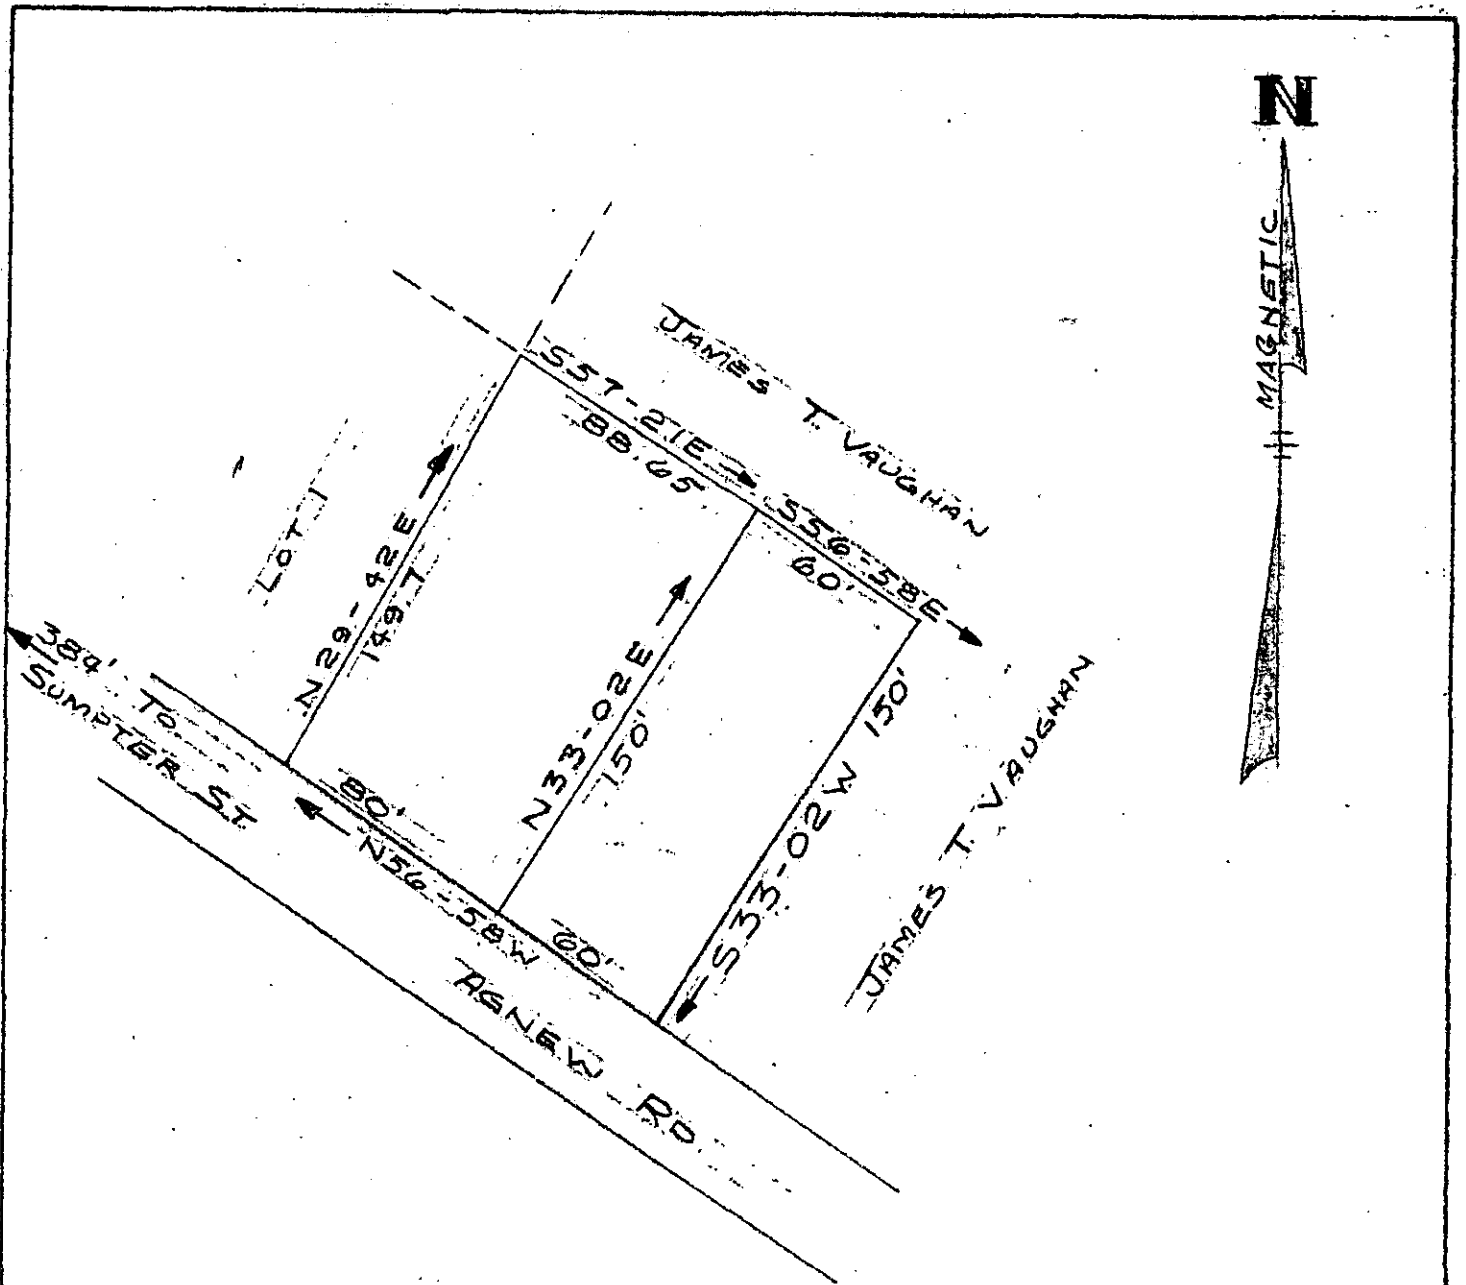 N
MAGNETIC
JAMES T. VAUGHAN
S57-21E
88.65
S56-58E
60'
LOT 1
N29-42E
149.7
N33-02E
150'
S33-02W 150'
JAMES T. VAUGHAN
384' TO
SUMPTER ST.
80'
N56-58W
60'
AGNEW RD.